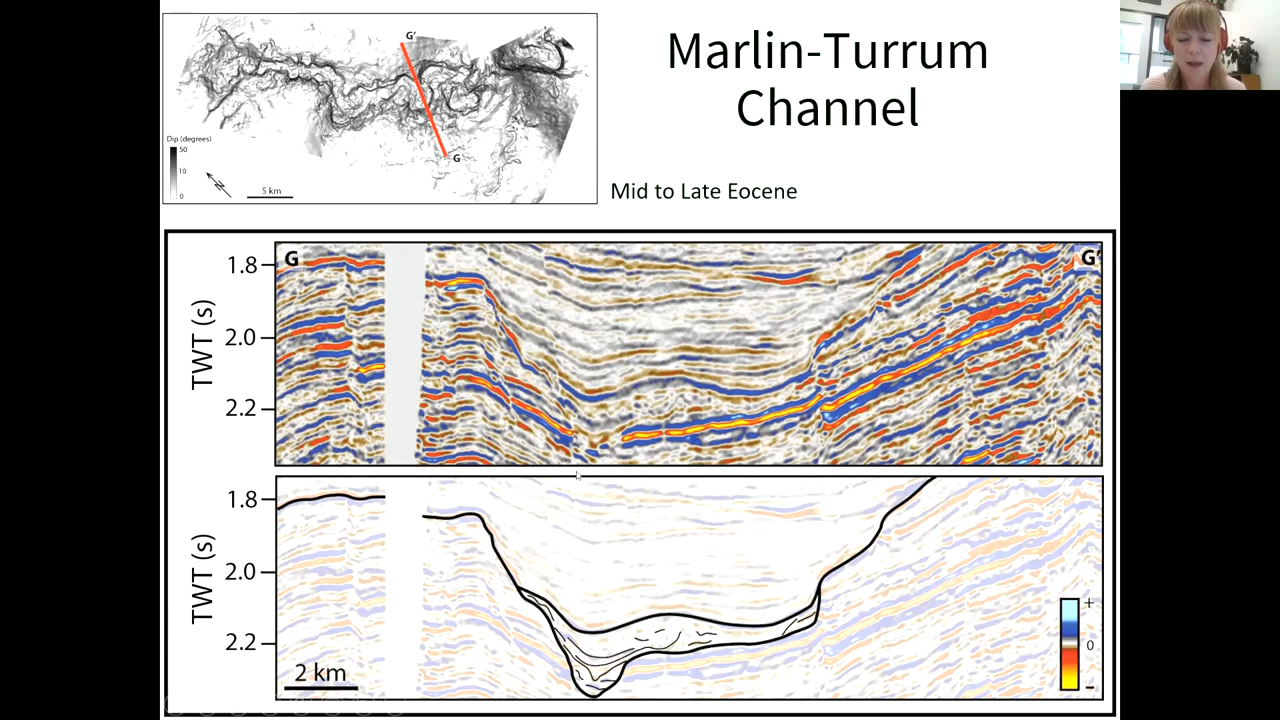 G'
G
Dip (degrees)
50
10
0
N
5 km
Marlin-Turrum
Channel
Mid to Late Eocene
TWT (s)
1.8
2.0
2.2
G
G'
TWT (s)
1.8
2.0
2.2
2 km
+
0
-